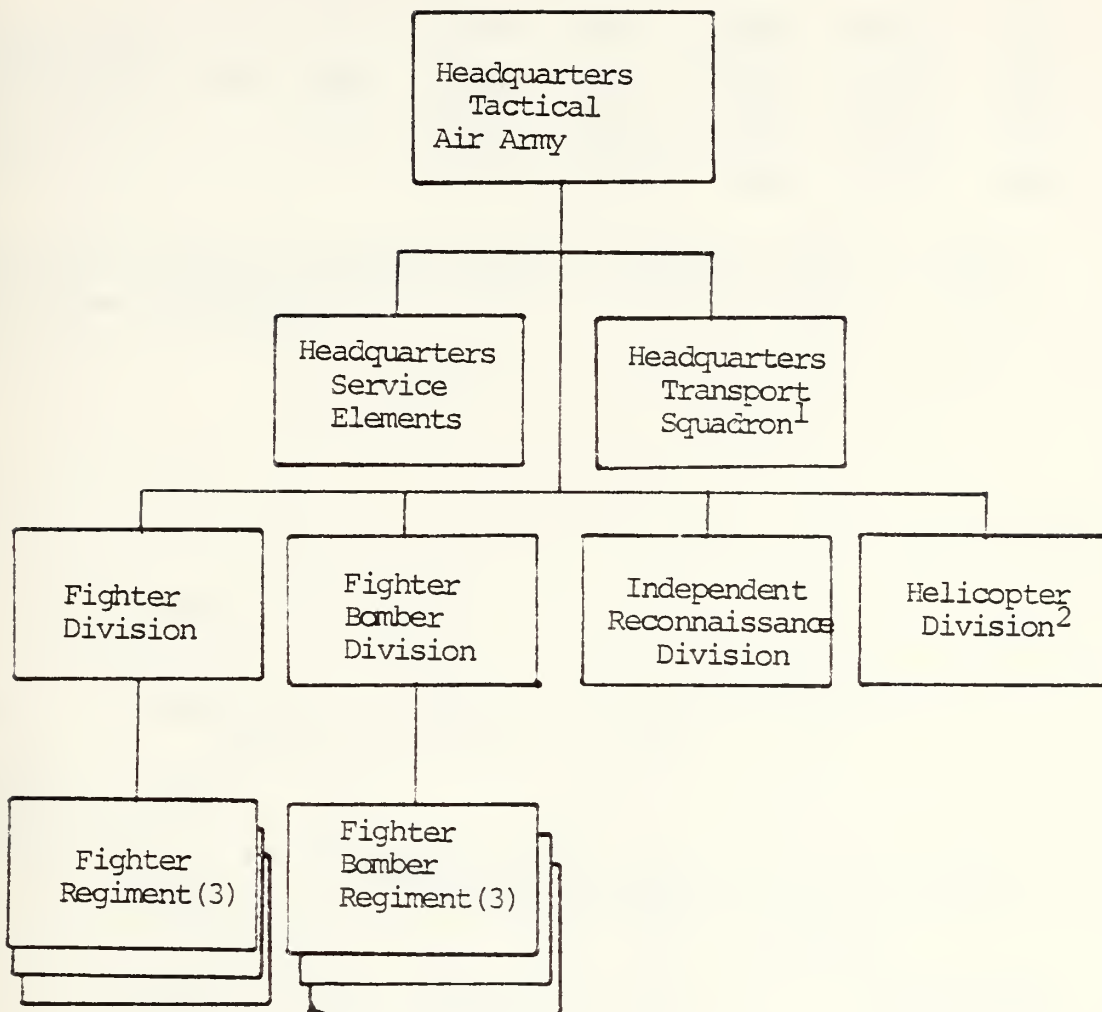 Headquarters
Tactical
Air Army
Headquarters
Service
Elements
Headquarters
Transport
Squadron1
Fighter
Division
Fighter
Bomber
Division
Independent
Reconnaissance
Division
Helicopter
Division2
Fighter
Regiment(3)
Fighter
Bomber
Regiment(3)